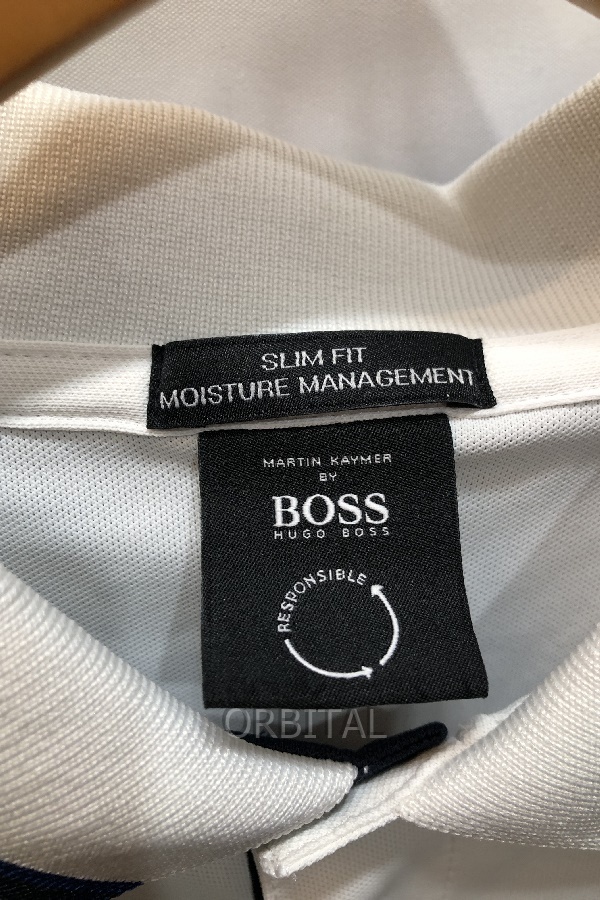 SLIM FIT
MOISTURE MANAGEMENT
MARTIN KAYMER
BY
BOSS
HUGO BOSS
RESPONSIBLE
ORBITAL